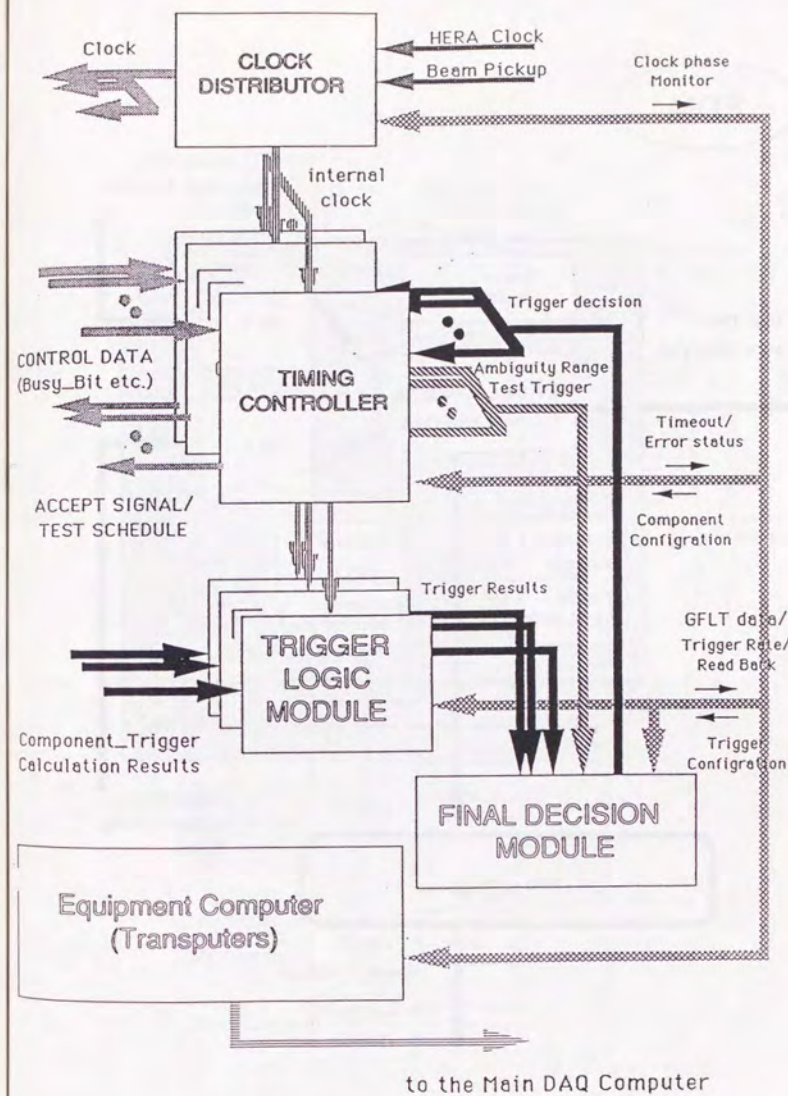 HERA Clock
Clock
CLOCK
DISTRIBUTOR
Beam Pickup
Clock phase
Monitor
internal
clock
Trigger decision
CONTROL DATA
(Busy_Bit etc.)
TIMING
CONTROLLER
Ambiguity Range
Test Trigger
Timeout/
Error status
ACCEPT SIGNAL/
TEST SCHEDULE
Component
Configration
Trigger Results
GFLT data/
Trigger Rate/
Read Back
TRIGGER
LOGIC
MODULE
Component_Trigger
Calculation Results
Trigger
Configration
FINAL DECISION
MODULE
Equipment Computer
(Transputers)
to the Main DAQ Computer